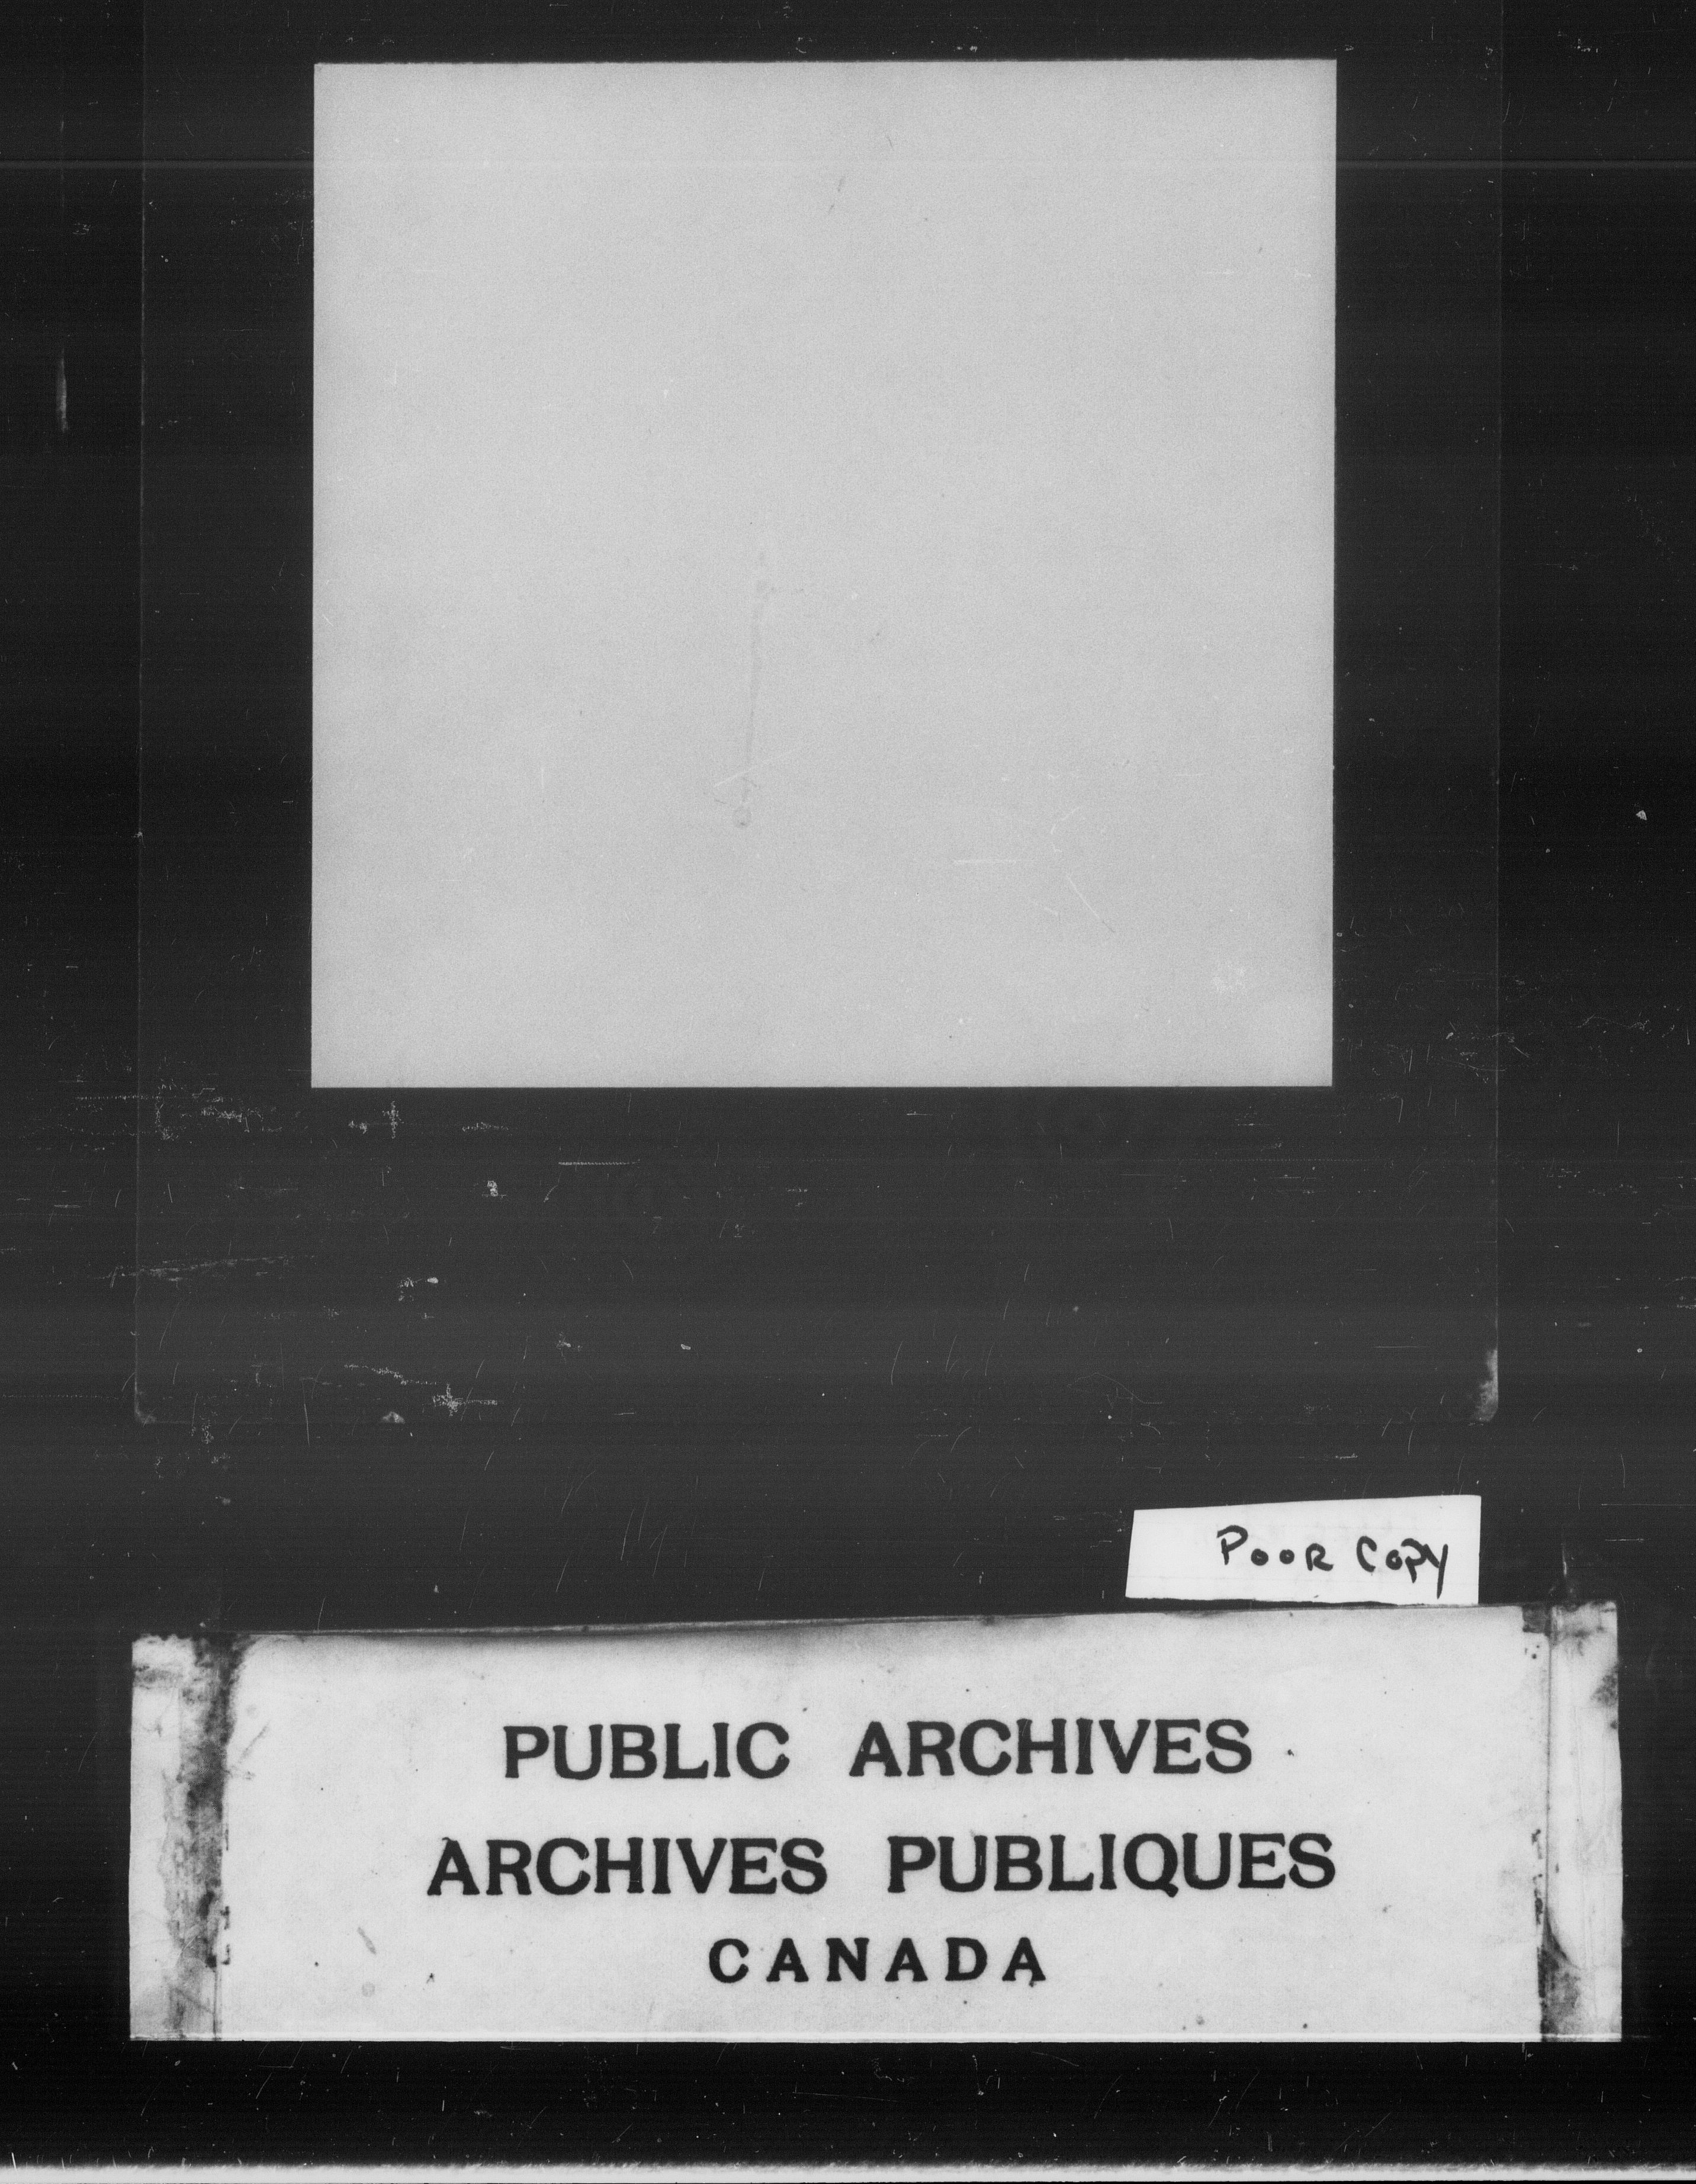 POOR COPY
PUBLIC ARCHIVES
ARCHIVES PUBLIQUES
CANADA